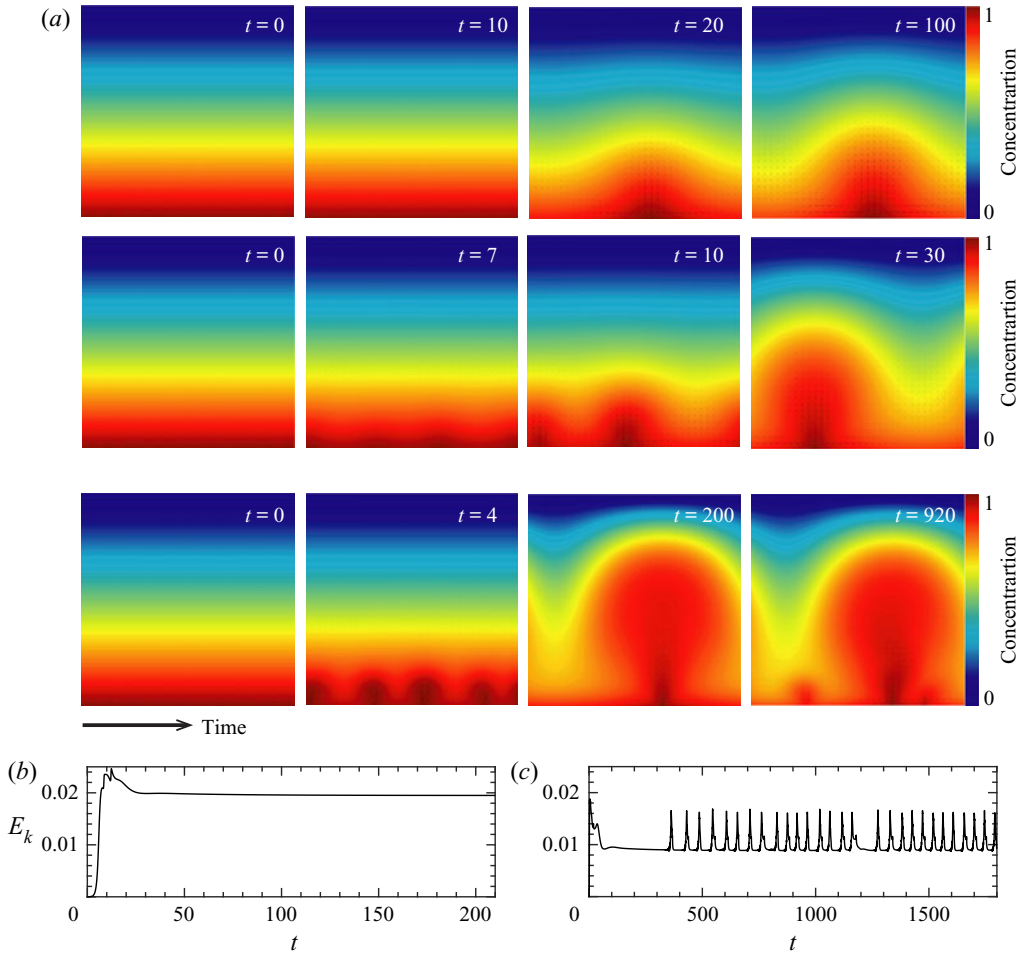 (a)
t = 0
t = 10
t = 20
t = 100
1
Concentrartion
0
t = 0
t = 7
t = 10
t = 30
1
Concentrartion
0
t = 0
t = 4
t = 200
t = 920
1
Concentrartion
0
Time
(b)
(c)
0.02
0.02
E_k
0.01
0.01
0
50
100
150
200
0
500
1000
1500
t
t